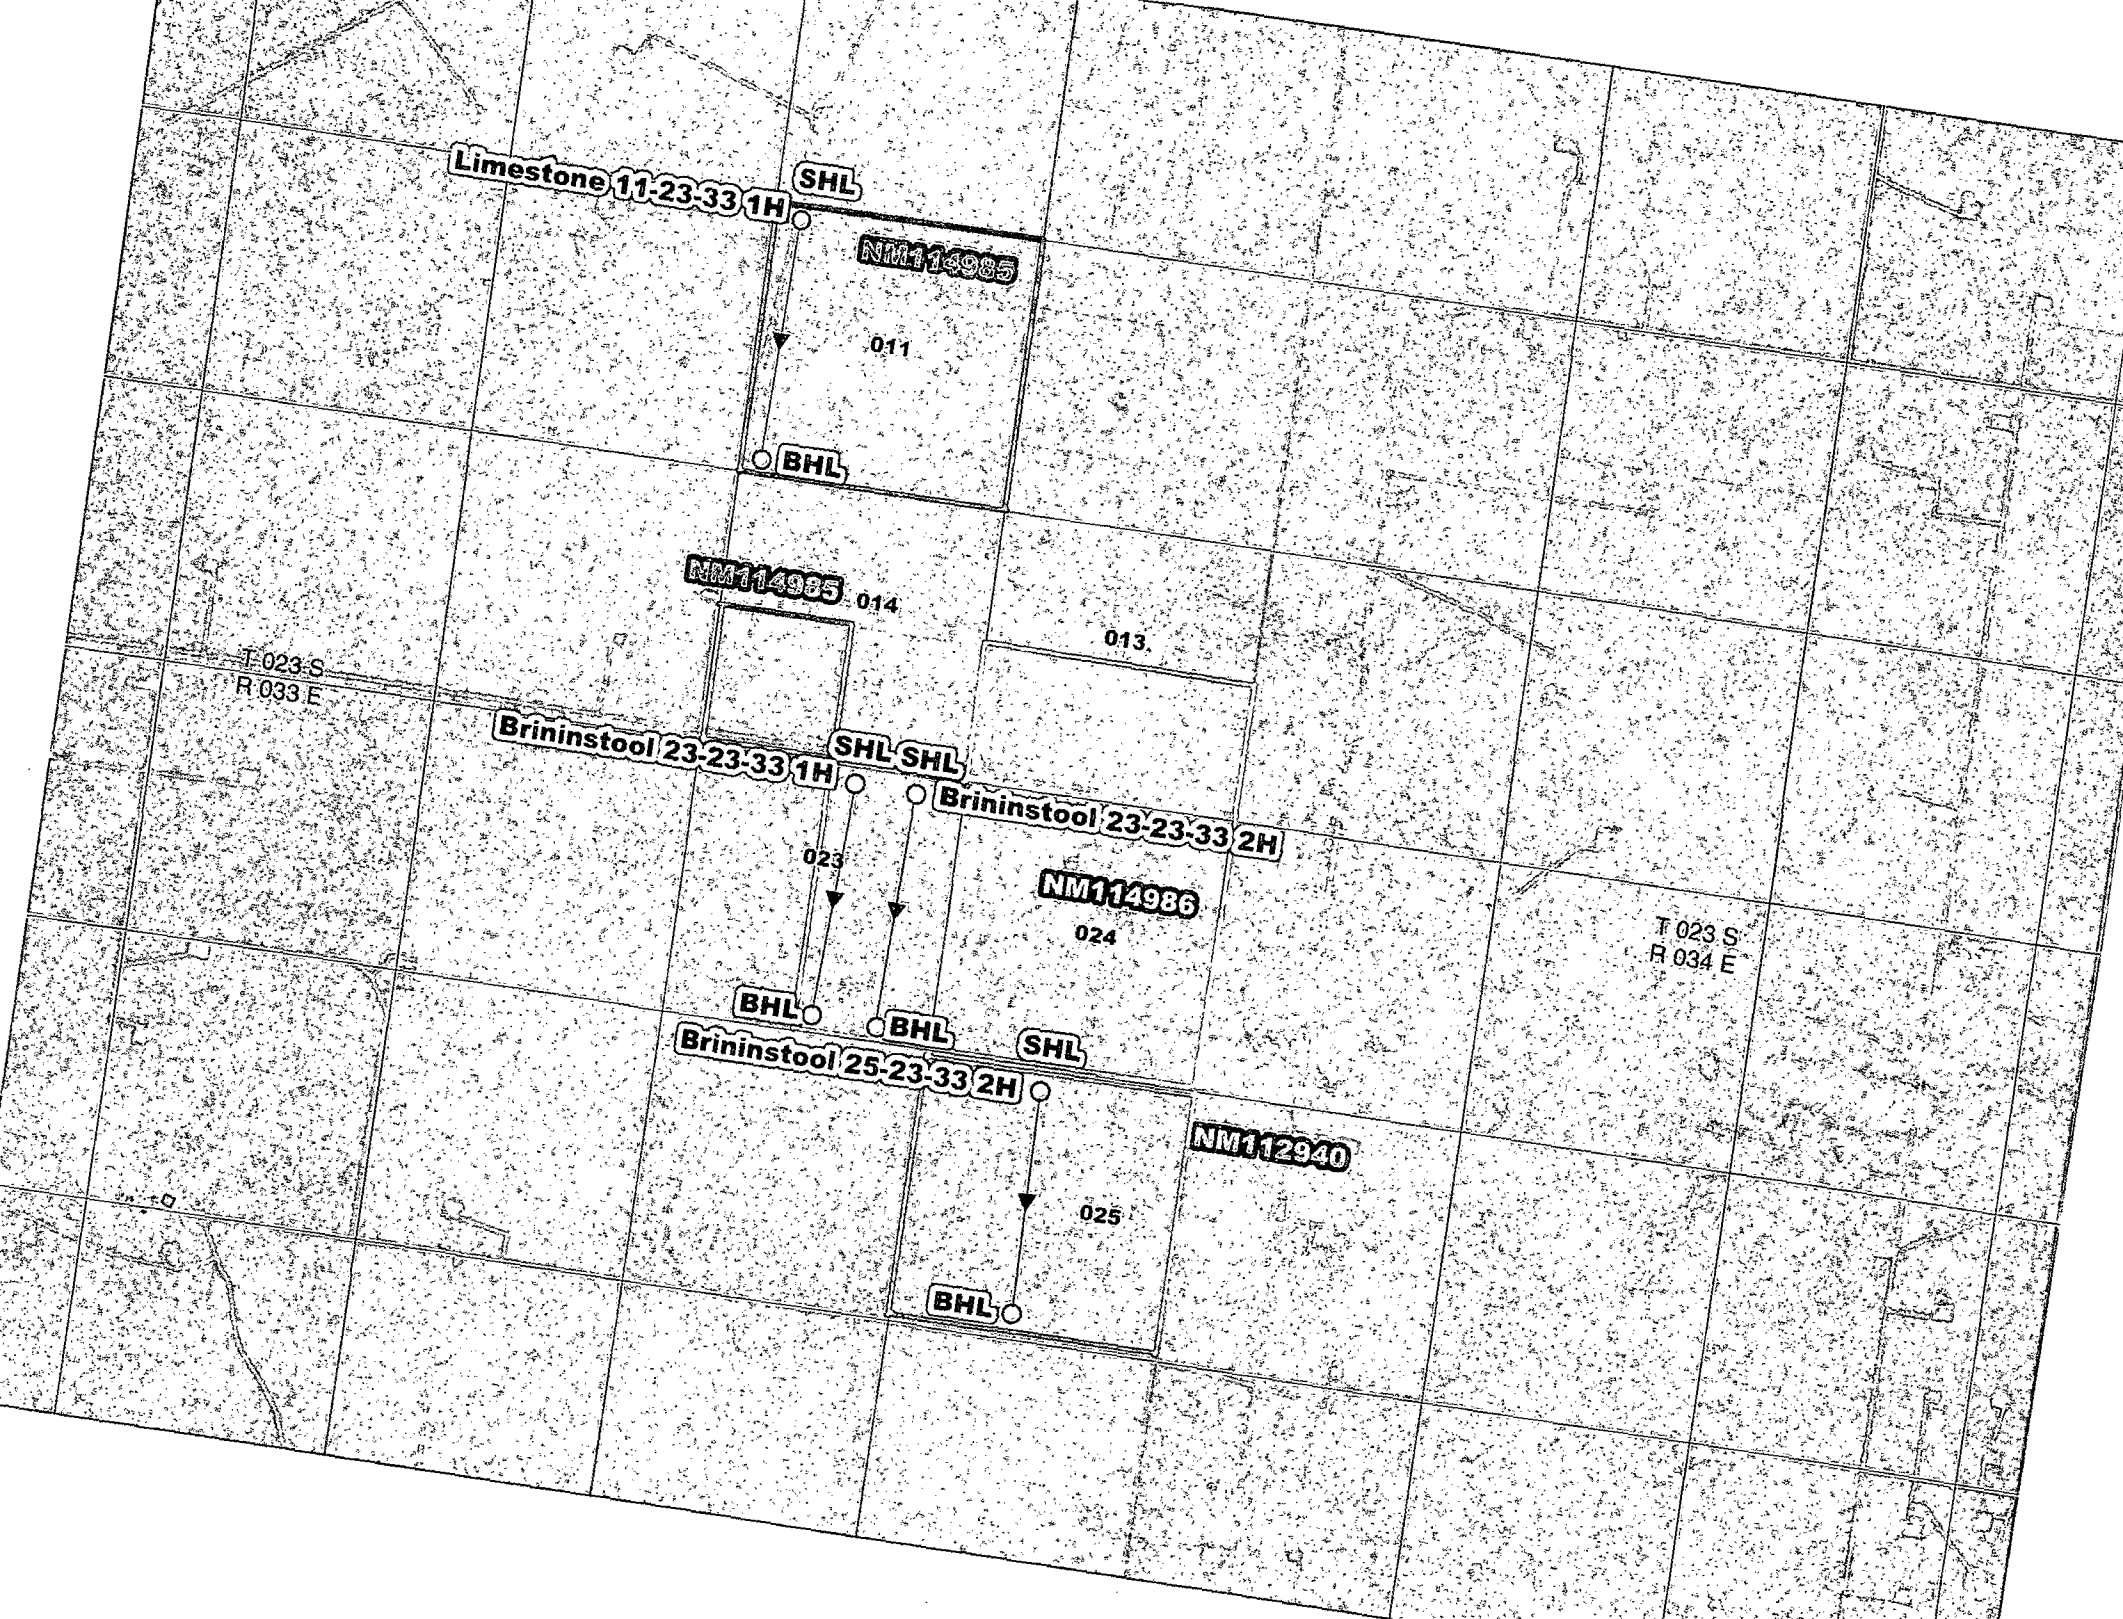 SHL
Limestone 11-23-33 1H
NM114985
011
BHL
NM114985
014
013.
T 023 S
R 033 E
Brininstool 23-23-33 1H
SHL SHL
Brininstool 23-23-33 2H
023
NM114986
024
T 023 S
R 034 E
BHL
BHL
SHL
Brininstool 25-23-33 2H
NM112940
025
BHL